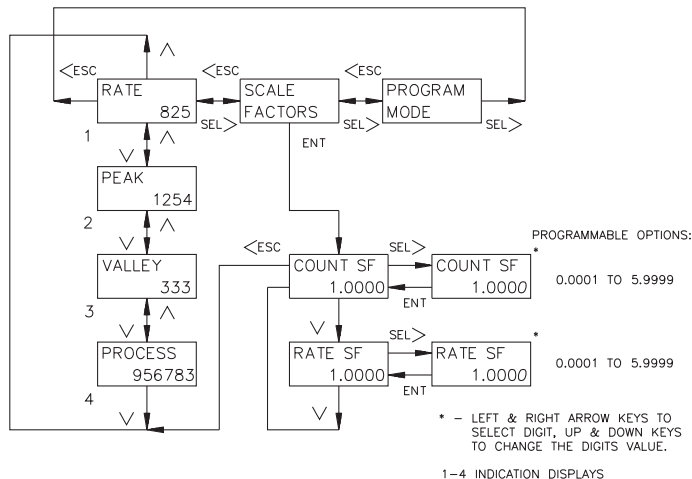 <ESC
<ESC
<ESC
RATE
825
SCALE
FACTORS
PROGRAM
MODE
SEL>
SEL>
SEL>
1
ENT
PEAK
1254
2
VALLEY
333
3
PROCESS
956783
4
<ESC
COUNT SF
1.0000
SEL>
ENT
COUNT SF
1.0000
*
PROGRAMMABLE OPTIONS:
0.0001 TO 5.9999
RATE SF
1.0000
SEL>
ENT
RATE SF
1.0000
*
0.0001 TO 5.9999
* – LEFT & RIGHT ARROW KEYS TO
SELECT DIGIT, UP & DOWN KEYS
TO CHANGE THE DIGITS VALUE.
1–4 INDICATION DISPLAYS